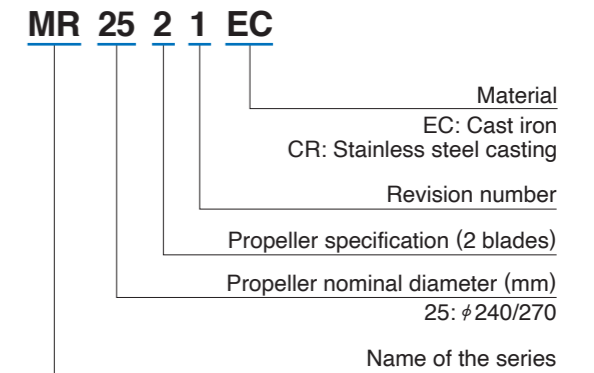 MR 25 2 1 EC
Material
EC: Cast iron
CR: Stainless steel casting
Revision number
Propeller specification (2 blades)
Propeller nominal diameter (mm)
25: ϕ240/270
Name of the series